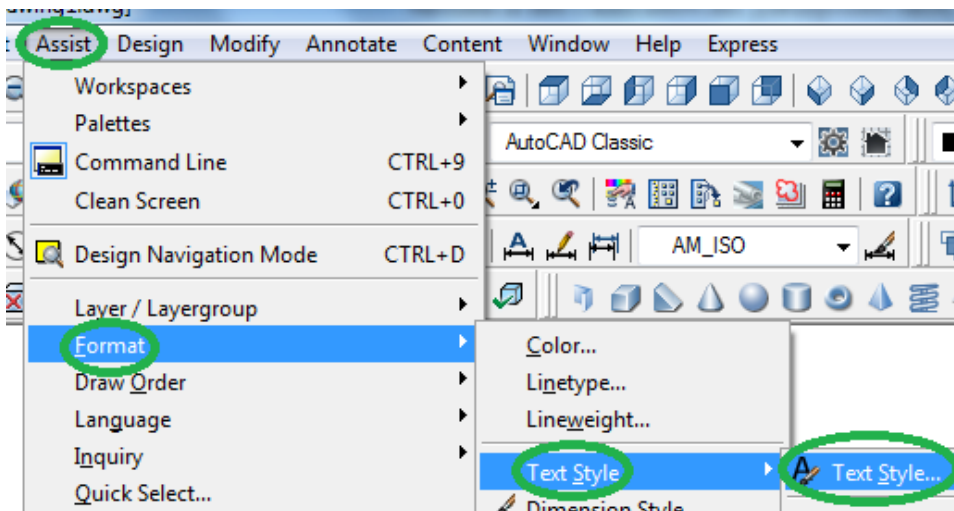 Assist Design Modify Annotate Content Window Help Express
Workspaces
Palettes
AutoCAD Classic
Command Line CTRL+9
Clean Screen CTRL+0
Design Navigation Mode CTRL+D
AM_ISO
Layer / Layergroup
Format
Color...
Draw Order
Linetype...
Language
Lineweight...
Inquiry
Text Style
Text Style...
Quick Select...
Dimension Style